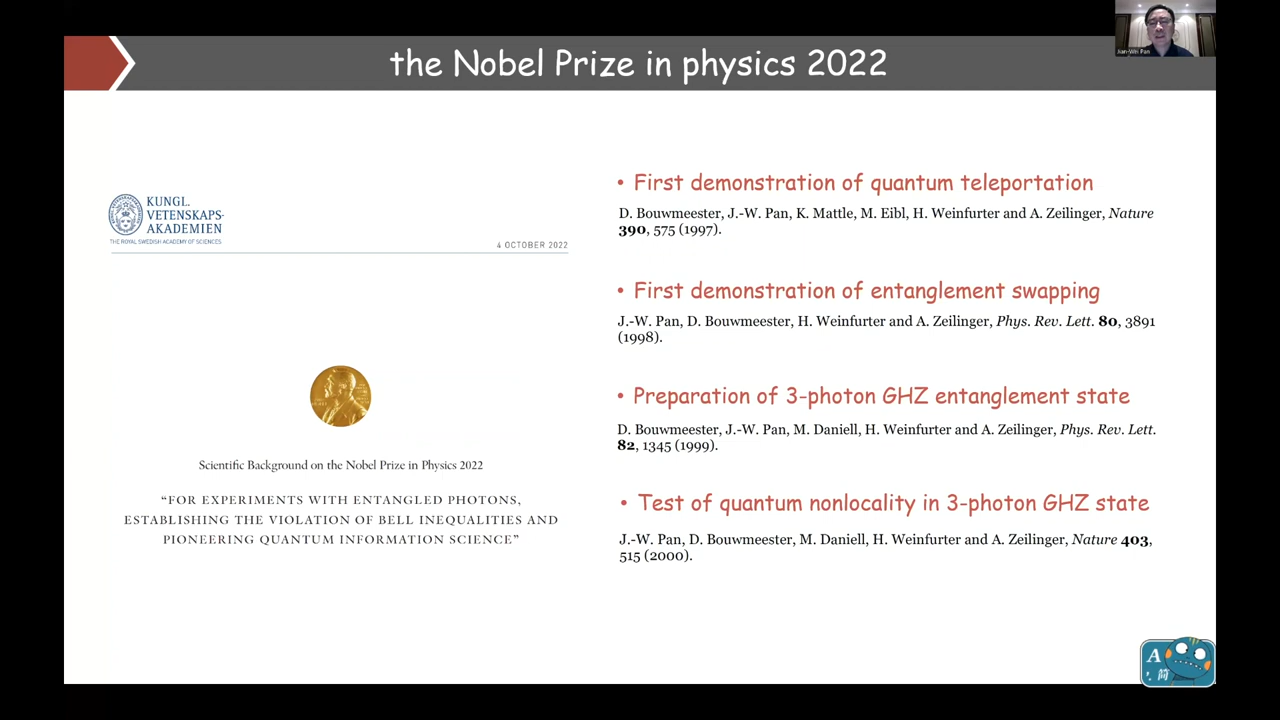 the Nobel Prize in physics 2022
Jian-Wei Pan
KUNGL.
VETENSKAPS-
AKADEMIEN
THE ROYAL SWEDISH ACADEMY OF SCIENCES
4 OCTOBER 2022
Scientific Background on the Nobel Prize in Physics 2022
“FOR EXPERIMENTS WITH ENTANGLED PHOTONS,
ESTABLISHING THE VIOLATION OF BELL INEQUALITIES AND
PIONEERING QUANTUM INFORMATION SCIENCE”
• First demonstration of quantum teleportation
D. Bouwmeester, J.-W. Pan, K. Mattle, M. Eibl, H. Weinfurter and A. Zeilinger, Nature
390, 575 (1997).
• First demonstration of entanglement swapping
J.-W. Pan, D. Bouwmeester, H. Weinfurter and A. Zeilinger, Phys. Rev. Lett. 80, 3891
(1998).
• Preparation of 3-photon GHZ entanglement state
D. Bouwmeester, J.-W. Pan, M. Daniell, H. Weinfurter and A. Zeilinger, Phys. Rev. Lett.
82, 1345 (1999).
• Test of quantum nonlocality in 3-photon GHZ state
J.-W. Pan, D. Bouwmeester, M. Daniell, H. Weinfurter and A. Zeilinger, Nature 403,
515 (2000).
A
简